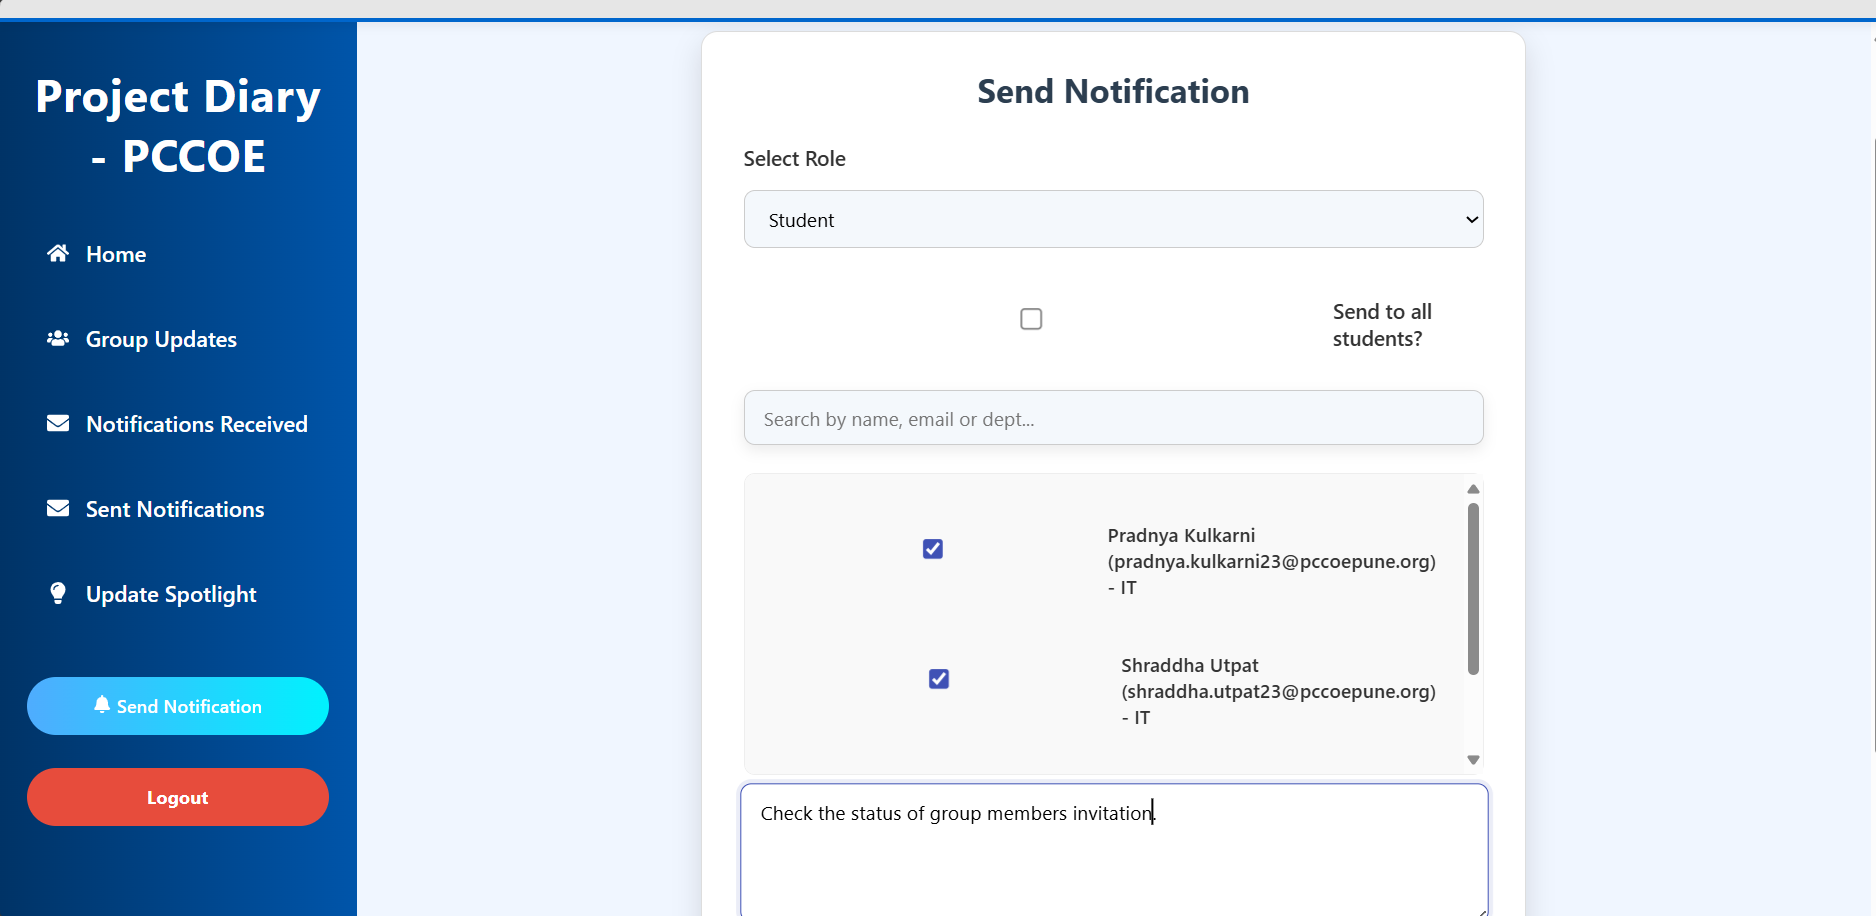 Project Diary
- PCCOE
Home
Group Updates
Notifications Received
Sent Notifications
Update Spotlight
Send Notification
Logout
Send Notification
Select Role
Student
Send to all
students?
Search by name, email or dept...
Pradnya Kulkarni
(pradnya.kulkarni23@pccoepune.org)
- IT
Shraddha Utpat
(shraddha.utpat23@pccoepune.org)
- IT
Check the status of group members invitation.